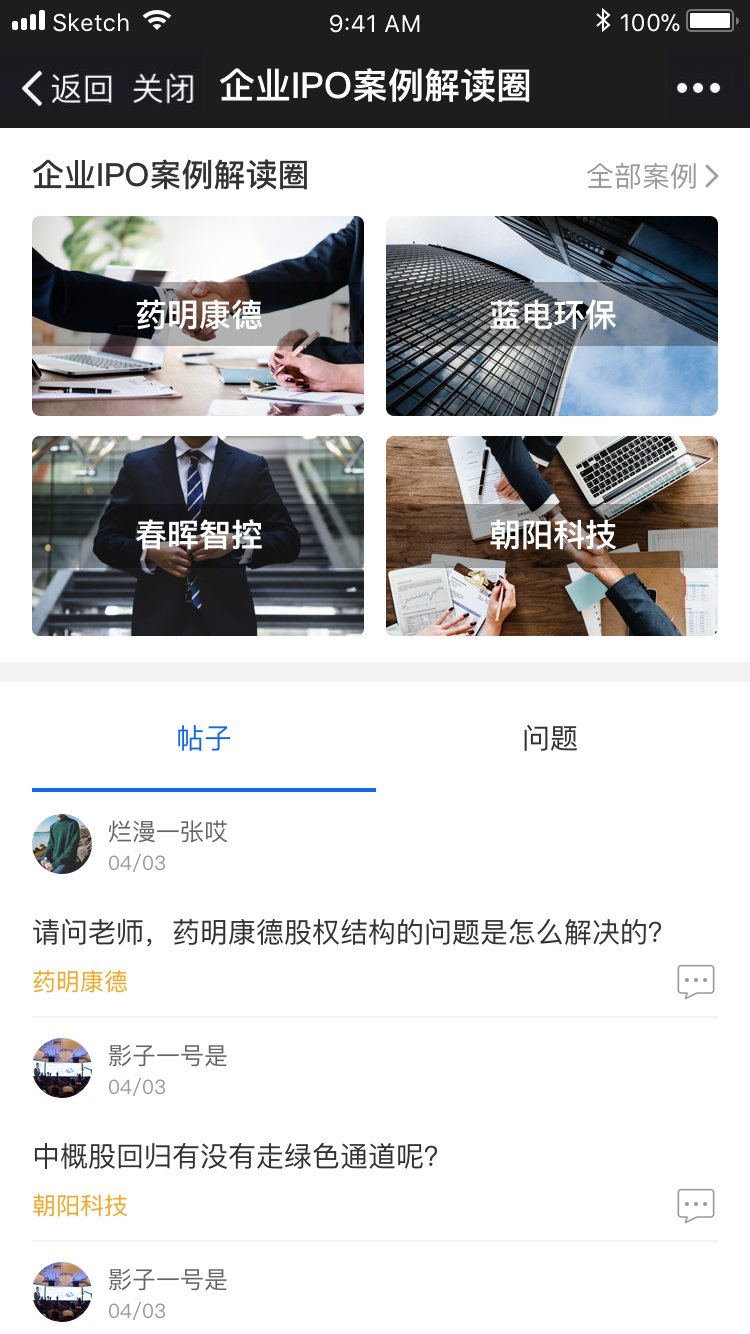 Sketch 9:41 AM 100%
返回 关闭 企业IPO案例解读圈
企业IPO案例解读圈 全部案例
药明康德 蓝电环保
春晖智控 朝阳科技
帖子 问题
烂漫一张哎
04/03
请问老师，药明康德股权结构的问题是怎么解决的?
药明康德
影子一号是
04/03
中概股回归有没有走绿色通道呢?
朝阳科技
影子一号是
04/03